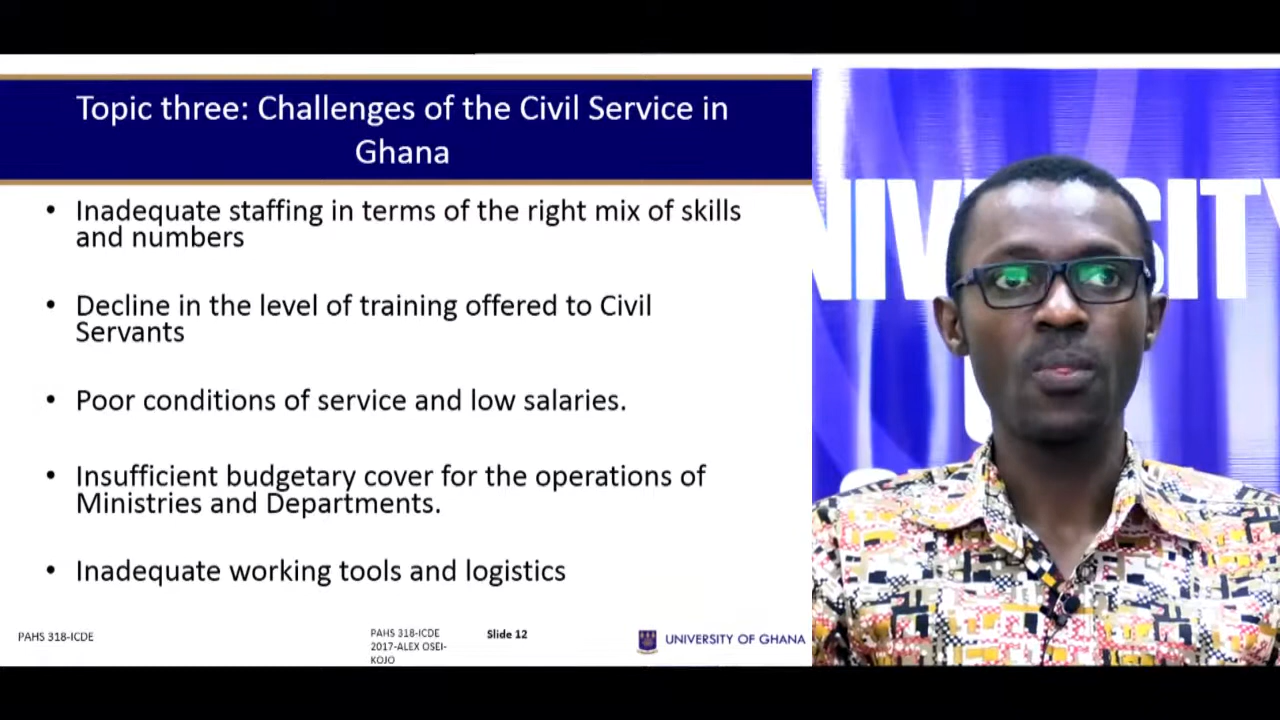 Topic three: Challenges of the Civil Service in
Ghana
• Inadequate staffing in terms of the right mix of skills
and numbers
• Decline in the level of training offered to Civil
Servants
• Poor conditions of service and low salaries.
• Insufficient budgetary cover for the operations of
Ministries and Departments.
• Inadequate working tools and logistics
PAHS 318-ICDE
PAHS 318-ICDE
2017-ALEX OSEI-
KOJO
Slide 12
UNIVERSITY OF GHANA